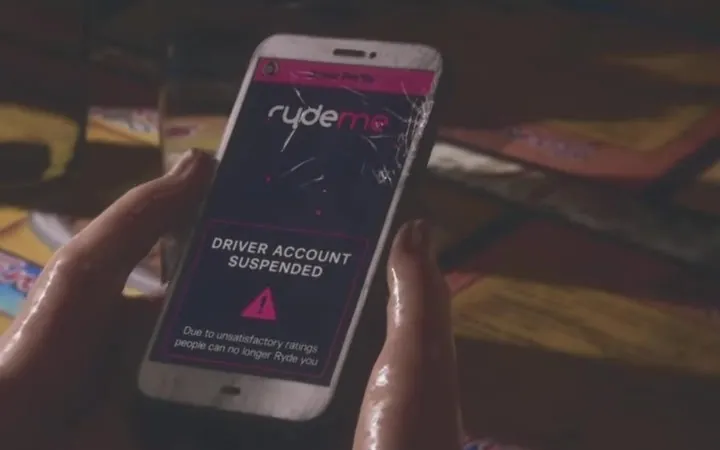 rydeme
DRIVER ACCOUNT
SUSPENDED
Due to unsatisfactory ratings
people can no longer Ryde you